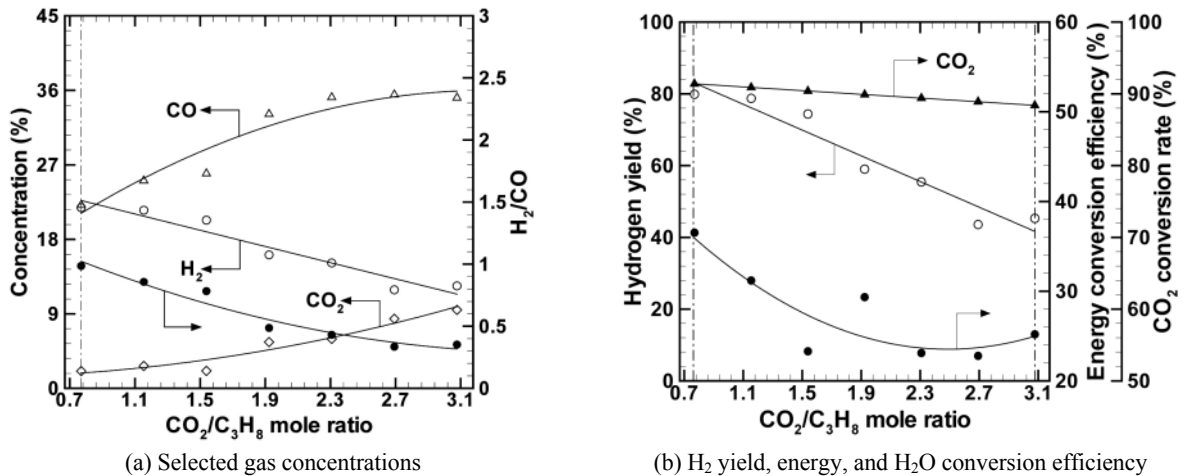 Concentration (%)
45
36
27
18
9
0
0.7 1.1 1.5 1.9 2.3 2.7 3.1
CO₂/C₃H₈ mole ratio
3
2.5
2
1.5
1
0.5
0
H₂/CO
CO
H₂
CO₂
(a) Selected gas concentrations
Hydrogen yield (%)
100
80
60
40
20
0
0.7 1.1 1.5 1.9 2.3 2.7 3.1
CO₂/C₃H₈ mole ratio
60
50
40
30
20
Energy conversion efficiency (%)
100
90
80
70
60
50
CO₂ conversion rate (%)
CO₂
(b) H₂ yield, energy, and H₂O conversion efficiency